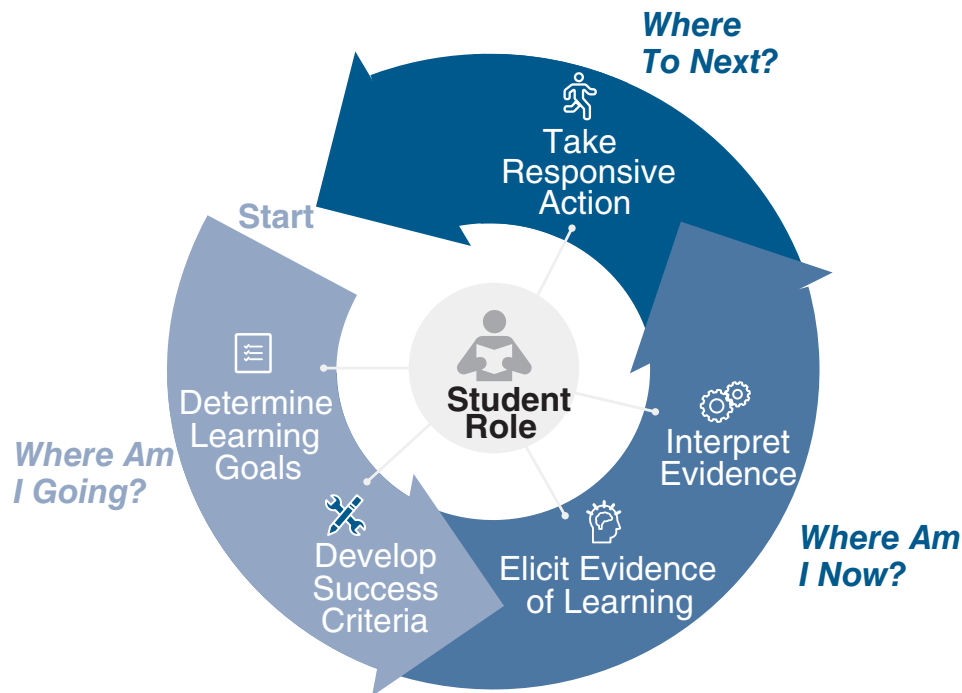 Where
To Next?
Take
Responsive
Action
Start
Student
Role
Determine
Learning
Goals
Where Am
I Going?
Develop
Success
Criteria
Elicit Evidence
of Learning
Interpret
Evidence
Where Am
I Now?